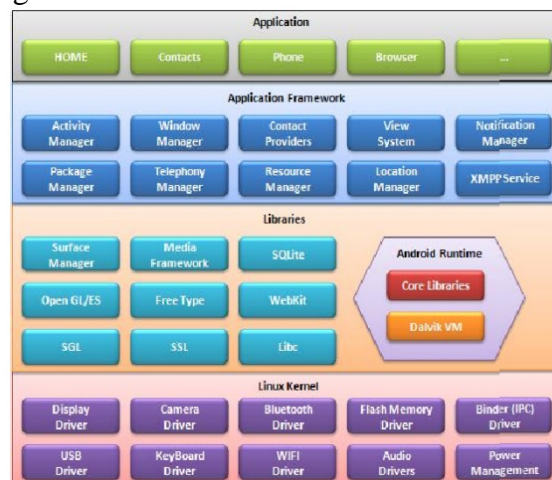 Application
HOME
Contacts
Phone
Browser
...
Application Framework
Activity
Manager
Window
Manager
Contact
Providers
View
System
Notification
Manager
Package
Manager
Telephony
Manager
Resource
Manager
Location
Manager
XMPP Service
Libraries
Surface
Manager
Media
Framework
SQLite
Open GL/ES
Free Type
WebKit
SGL
SSL
Libc
Android Runtime
Core Libraries
Dalvik VM
Linux Kernel
Display
Driver
Camera
Driver
Bluetooth
Driver
Flash Memory
Driver
Binder (IPC)
Driver
USB
Driver
KeyBoard
Driver
WIFI
Driver
Audio
Drivers
Power
Management